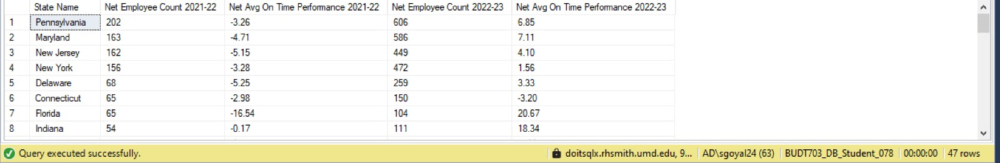 State Name Net Employee Count 2021-22 Net Avg On Time Performance 2021-22 Net Employee Count 2022-23 Net Avg On Time Performance 2022-23
1 Pennsylvania 202 -3.26 606 6.85
2 Maryland 163 -4.71 586 7.11
3 New Jersey 162 -5.15 449 4.10
4 New York 156 -3.28 472 1.56
5 Delaware 68 -5.25 259 3.33
6 Connecticut 65 -2.98 150 -3.20
7 Florida 65 -16.54 104 20.67
8 Indiana 54 -0.17 111 18.34
Query executed successfully. doitsqlx.rhsmith.umd.edu, 9... AD\sgoyal24 (63) BUDT703_DB_Student_078 00:00:00 47 rows